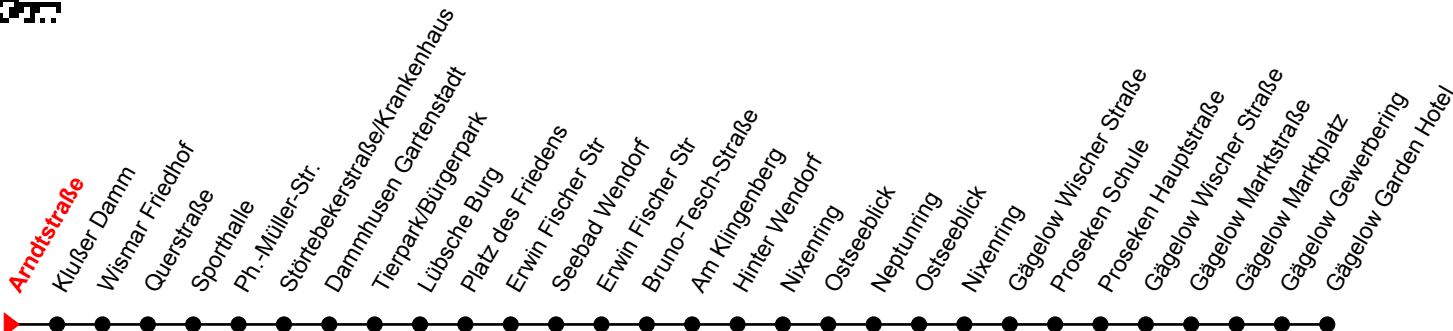 Arndtstraße
Klußer Damm
Wismar Friedhof
Querstraße
Sporthalle
Ph.-Müller-Str.
Störtebekerstraße/Krankenhaus
Dammhusen Gartenstadt
Tierpark/Bürgerpark
Lübsche Burg
Platz des Friedens
Erwin Fischer Str
Seebad Wendorf
Erwin Fischer Str
Bruno-Tesch-Straße
Am Klingenberg
Hinter Wendorf
Nixenring
Ostseeblick
Neptunring
Ostseeblick
Nixenring
Gägelow Wischer Straße
Proseken Schule
Proseken Hauptstraße
Gägelow Wischer Straße
Gägelow Marktstraße
Gägelow Marktplatz
Gägelow Gewerbering
Gägelow Garden Hotel